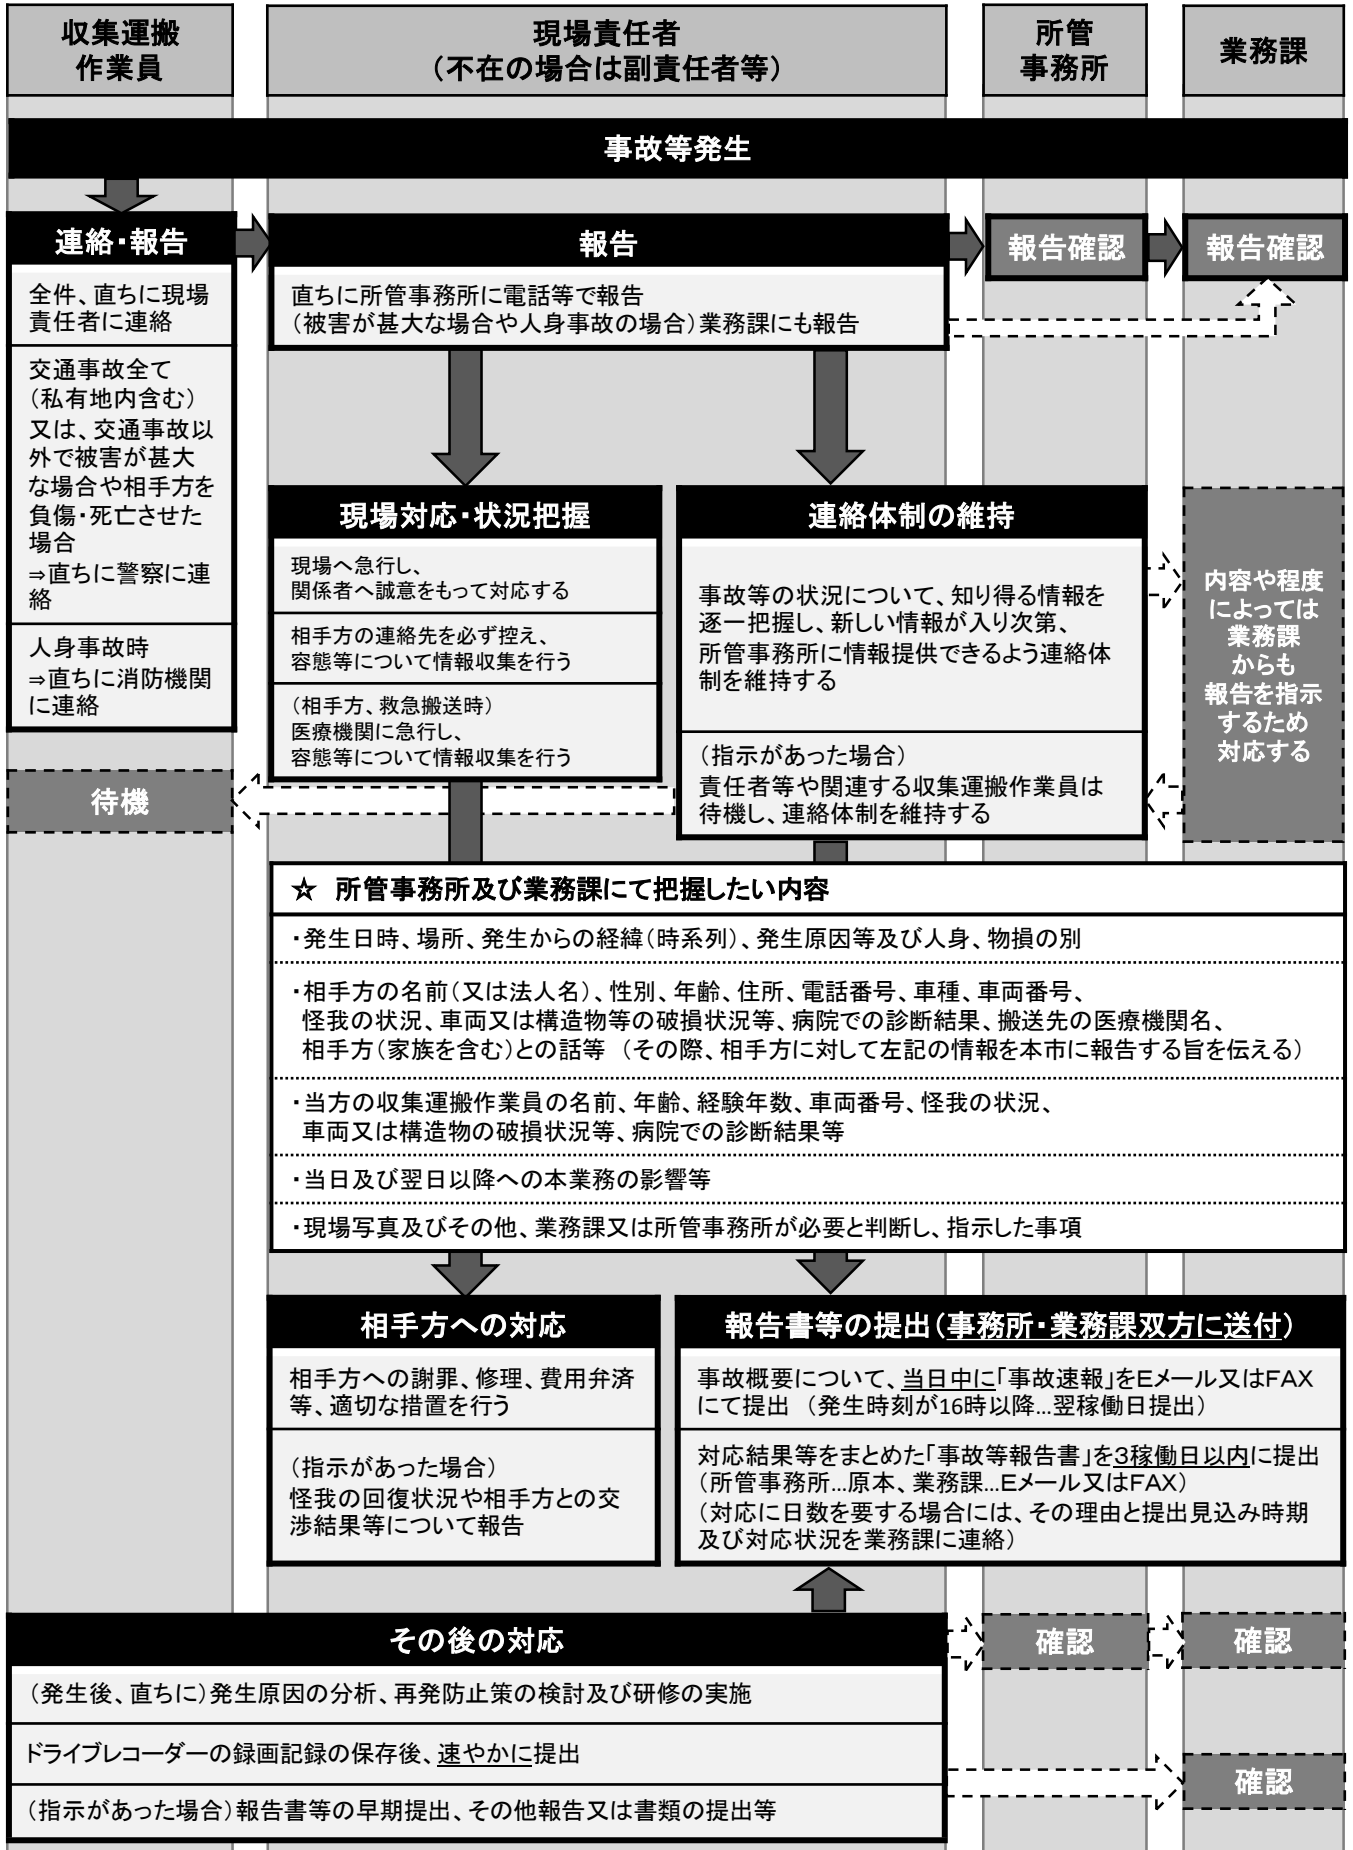 収集運搬
作業員
現場責任者
（不在の場合は副責任者等）
所管
事務所
業務課
事故等発生
連絡・報告
全件、直ちに現場
責任者に連絡
交通事故全て
（私有地内含む）
又は、交通事故以
外で被害が甚大
な場合や相手方を
負傷・死亡させた
場合
⇒直ちに警察に連
絡
人身事故時
⇒直ちに消防機関
に連絡
待機
報告
直ちに所管事務所に電話等で報告
（被害が甚大な場合や人身事故の場合）業務課にも報告
報告確認
報告確認
現場対応・状況把握
現場へ急行し、
関係者へ誠意をもって対応する
相手方の連絡先を必ず控え、
容態等について情報収集を行う
（相手方、救急搬送時）
医療機関に急行し、
容態等について情報収集を行う
連絡体制の維持
事故等の状況について、知り得る情報を
逐一把握し、新しい情報が入り次第、
所管事務所に情報提供できるよう連絡体
制を維持する
（指示があった場合）
責任者等や関連する収集運搬作業員は
待機し、連絡体制を維持する
内容や程度
によっては
業務課
からも
報告を指示
するため
対応する
☆ 所管事務所及び業務課にて把握したい内容
・発生日時、場所、発生からの経緯（時系列）、発生原因等及び人身、物損の別
・相手方の名前（又は法人名）、性別、年齢、住所、電話番号、車種、車両番号、
怪我の状況、車両又は構造物等の破損状況等、病院での診断結果、搬送先の医療機関名、
相手方（家族を含む）との話等 （その際、相手方に対して左記の情報を本市に報告する旨を伝える）
・当方の収集運搬作業員の名前、年齢、経験年数、車両番号、怪我の状況、
車両又は構造物の破損状況等、病院での診断結果等
・当日及び翌日以降への本業務の影響等
・現場写真及びその他、業務課又は所管事務所が必要と判断し、指示した事項
相手方への対応
相手方への謝罪、修理、費用弁済
等、適切な措置を行う
（指示があった場合）
怪我の回復状況や相手方との交
渉結果等について報告
報告書等の提出（事務所・業務課双方に送付）
事故概要について、当日中に「事故速報」をEメール又はFAX
にて提出 （発生時刻が16時以降…翌稼働日提出）
対応結果等をまとめた「事故等報告書」を3稼働日以内に提出
（所管事務所…原本、業務課…Eメール又はFAX）
（対応に日数を要する場合には、その理由と提出見込み時期
及び対応状況を業務課に連絡）
その後の対応
（発生後、直ちに）発生原因の分析、再発防止策の検討及び研修の実施
ドライブレコーダーの録画記録の保存後、速やかに提出
（指示があった場合）報告書等の早期提出、その他報告又は書類の提出等
確認
確認
確認